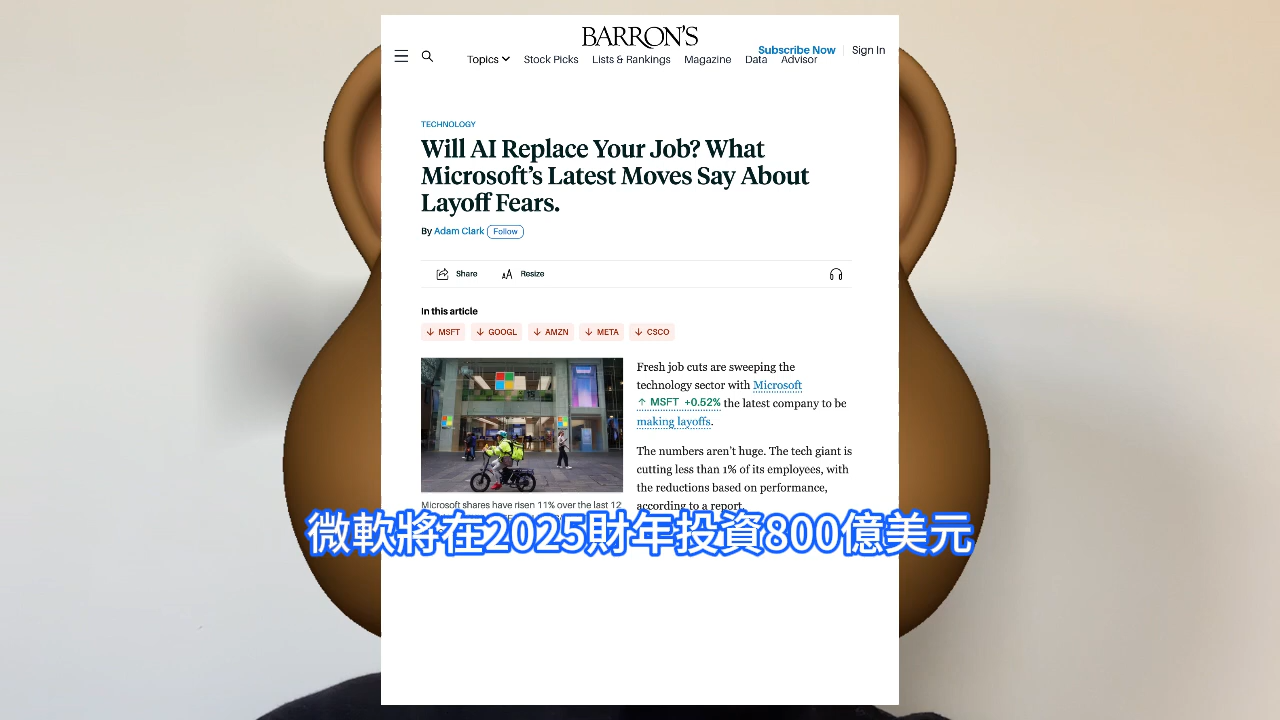 BARRON'S
Subscribe Now
Sign In
Topics
Stock Picks
Lists & Rankings
Magazine
Data
Advisor
TECHNOLOGY
Will AI Replace Your Job? What
Microsoft's Latest Moves Say About
Layoff Fears.
By Adam Clark Follow
Share
Resize
In this article
↓ MSFT
↓ GOOGL
↓ AMZN
↓ META
↓ CSCO
Fresh job cuts are sweeping the
technology sector with Microsoft
↑ MSFT +0.52% the latest company to be
making layoffs.
The numbers aren't huge. The tech giant is
cutting less than 1% of its employees, with
the reductions based on performance,
according to a report.
Microsoft shares have risen 11% over the last 12
微軟將在2025財年投資800億美元